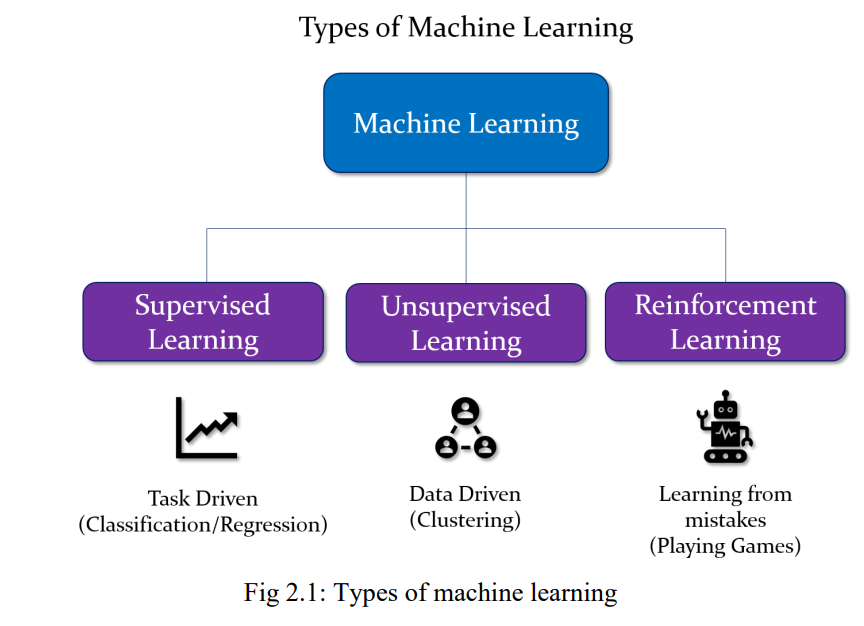 Types of Machine Learning
Machine Learning
Supervised
Learning
Unsupervised
Learning
Reinforcement
Learning
Task Driven
(Classification/Regression)
Data Driven
(Clustering)
Learning from
mistakes
(Playing Games)
Fig 2.1: Types of machine learning